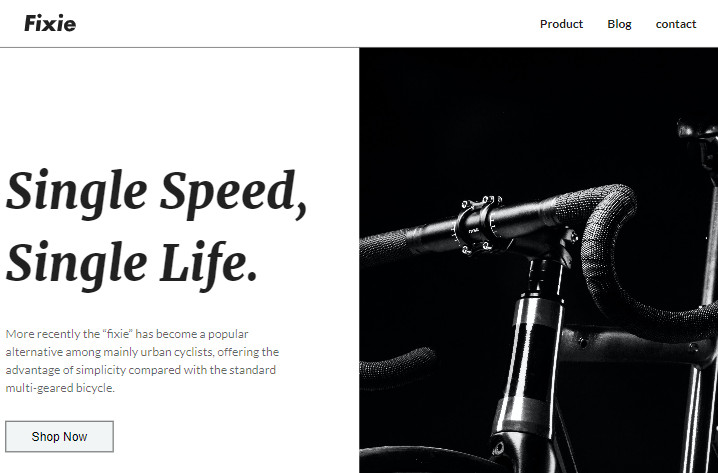 Fixie
Product Blog contact
Single Speed,
Single Life.
More recently the “fixie” has become a popular
alternative among mainly urban cyclists, offering the
advantage of simplicity compared with the standard
multi-geared bicycle.
Shop Now